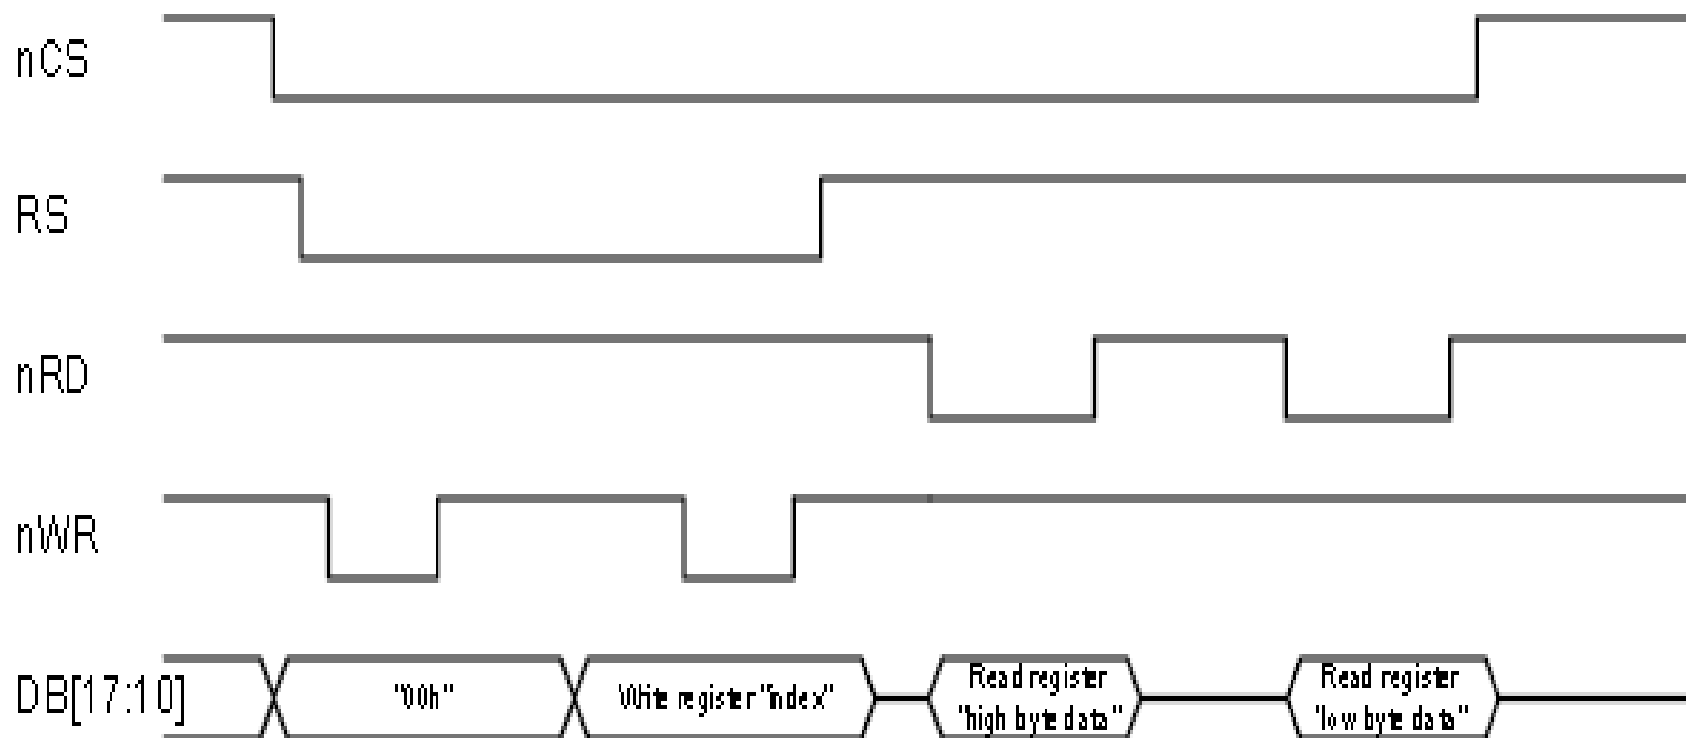 nCS
RS
nRD
nWR
DB[17:10]
"00h"
Write register "index"
Read register
"high byte data"
Read register
"low byte data"